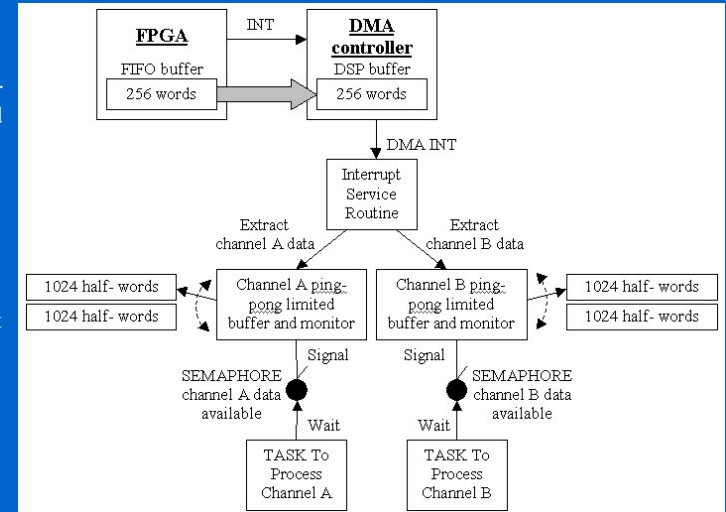 INT
FPGA
DMA
controller
FIFO buffer
DSP buffer
256 words
256 words
DMA INT
Interrupt
Service
Routine
Extract
channel A data
Extract
channel B data
1024 half- words
1024 half- words
Channel A ping-
pong limited
buffer and monitor
Channel B ping-
pong limited
buffer and monitor
1024 half- words
1024 half- words
Signal
Signal
SEMAPHORE
channel A data
available
SEMAPHORE
channel B data
available
Wait
Wait
TASK To
Process
Channel A
TASK To
Process
Channel B